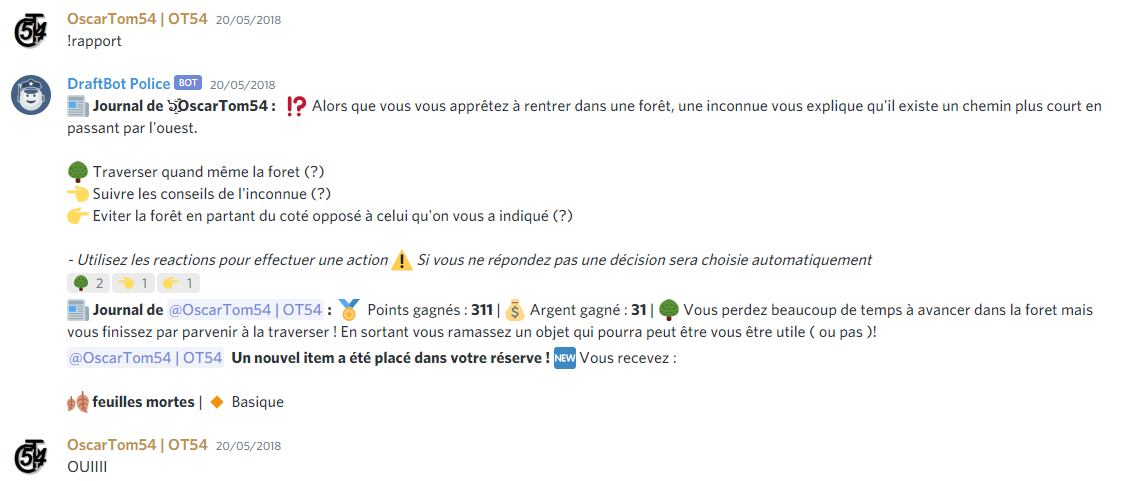 OscarTom54 | OT54 20/05/2018
!rapport
DraftBot Police BOT 20/05/2018
Journal de OscarTom54 : ⁉ Alors que vous vous apprêtez à rentrer dans une forêt, une inconnue vous explique qu'il existe un chemin plus court en
passant par l'ouest.
🌳 Traverser quand même la foret (?)
👈 Suivre les conseils de l'inconnue (?)
👉 Eviter la forêt en partant du coté opposé à celui qu'on vous a indiqué (?)
- Utilisez les reactions pour effectuer une action ⚠ Si vous ne répondez pas une décision sera choisie automatiquement
🌳 2 👈 1 👉 1
📰 Journal de @OscarTom54 | OT54 : 🏅 Points gagnés : 311 | 💰 Argent gagné : 31 | 🌳 Vous perdez beaucoup de temps à avancer dans la foret mais
vous finissez par parvenir à la traverser ! En sortant vous ramassez un objet qui pourra peut être vous être utile ( ou pas )!
@OscarTom54 | OT54 Un nouvel item a été placé dans votre réserve ! NEW Vous recevez :
🍂 feuilles mortes | 🔸 Basique
OscarTom54 | OT54 20/05/2018
OUIIII